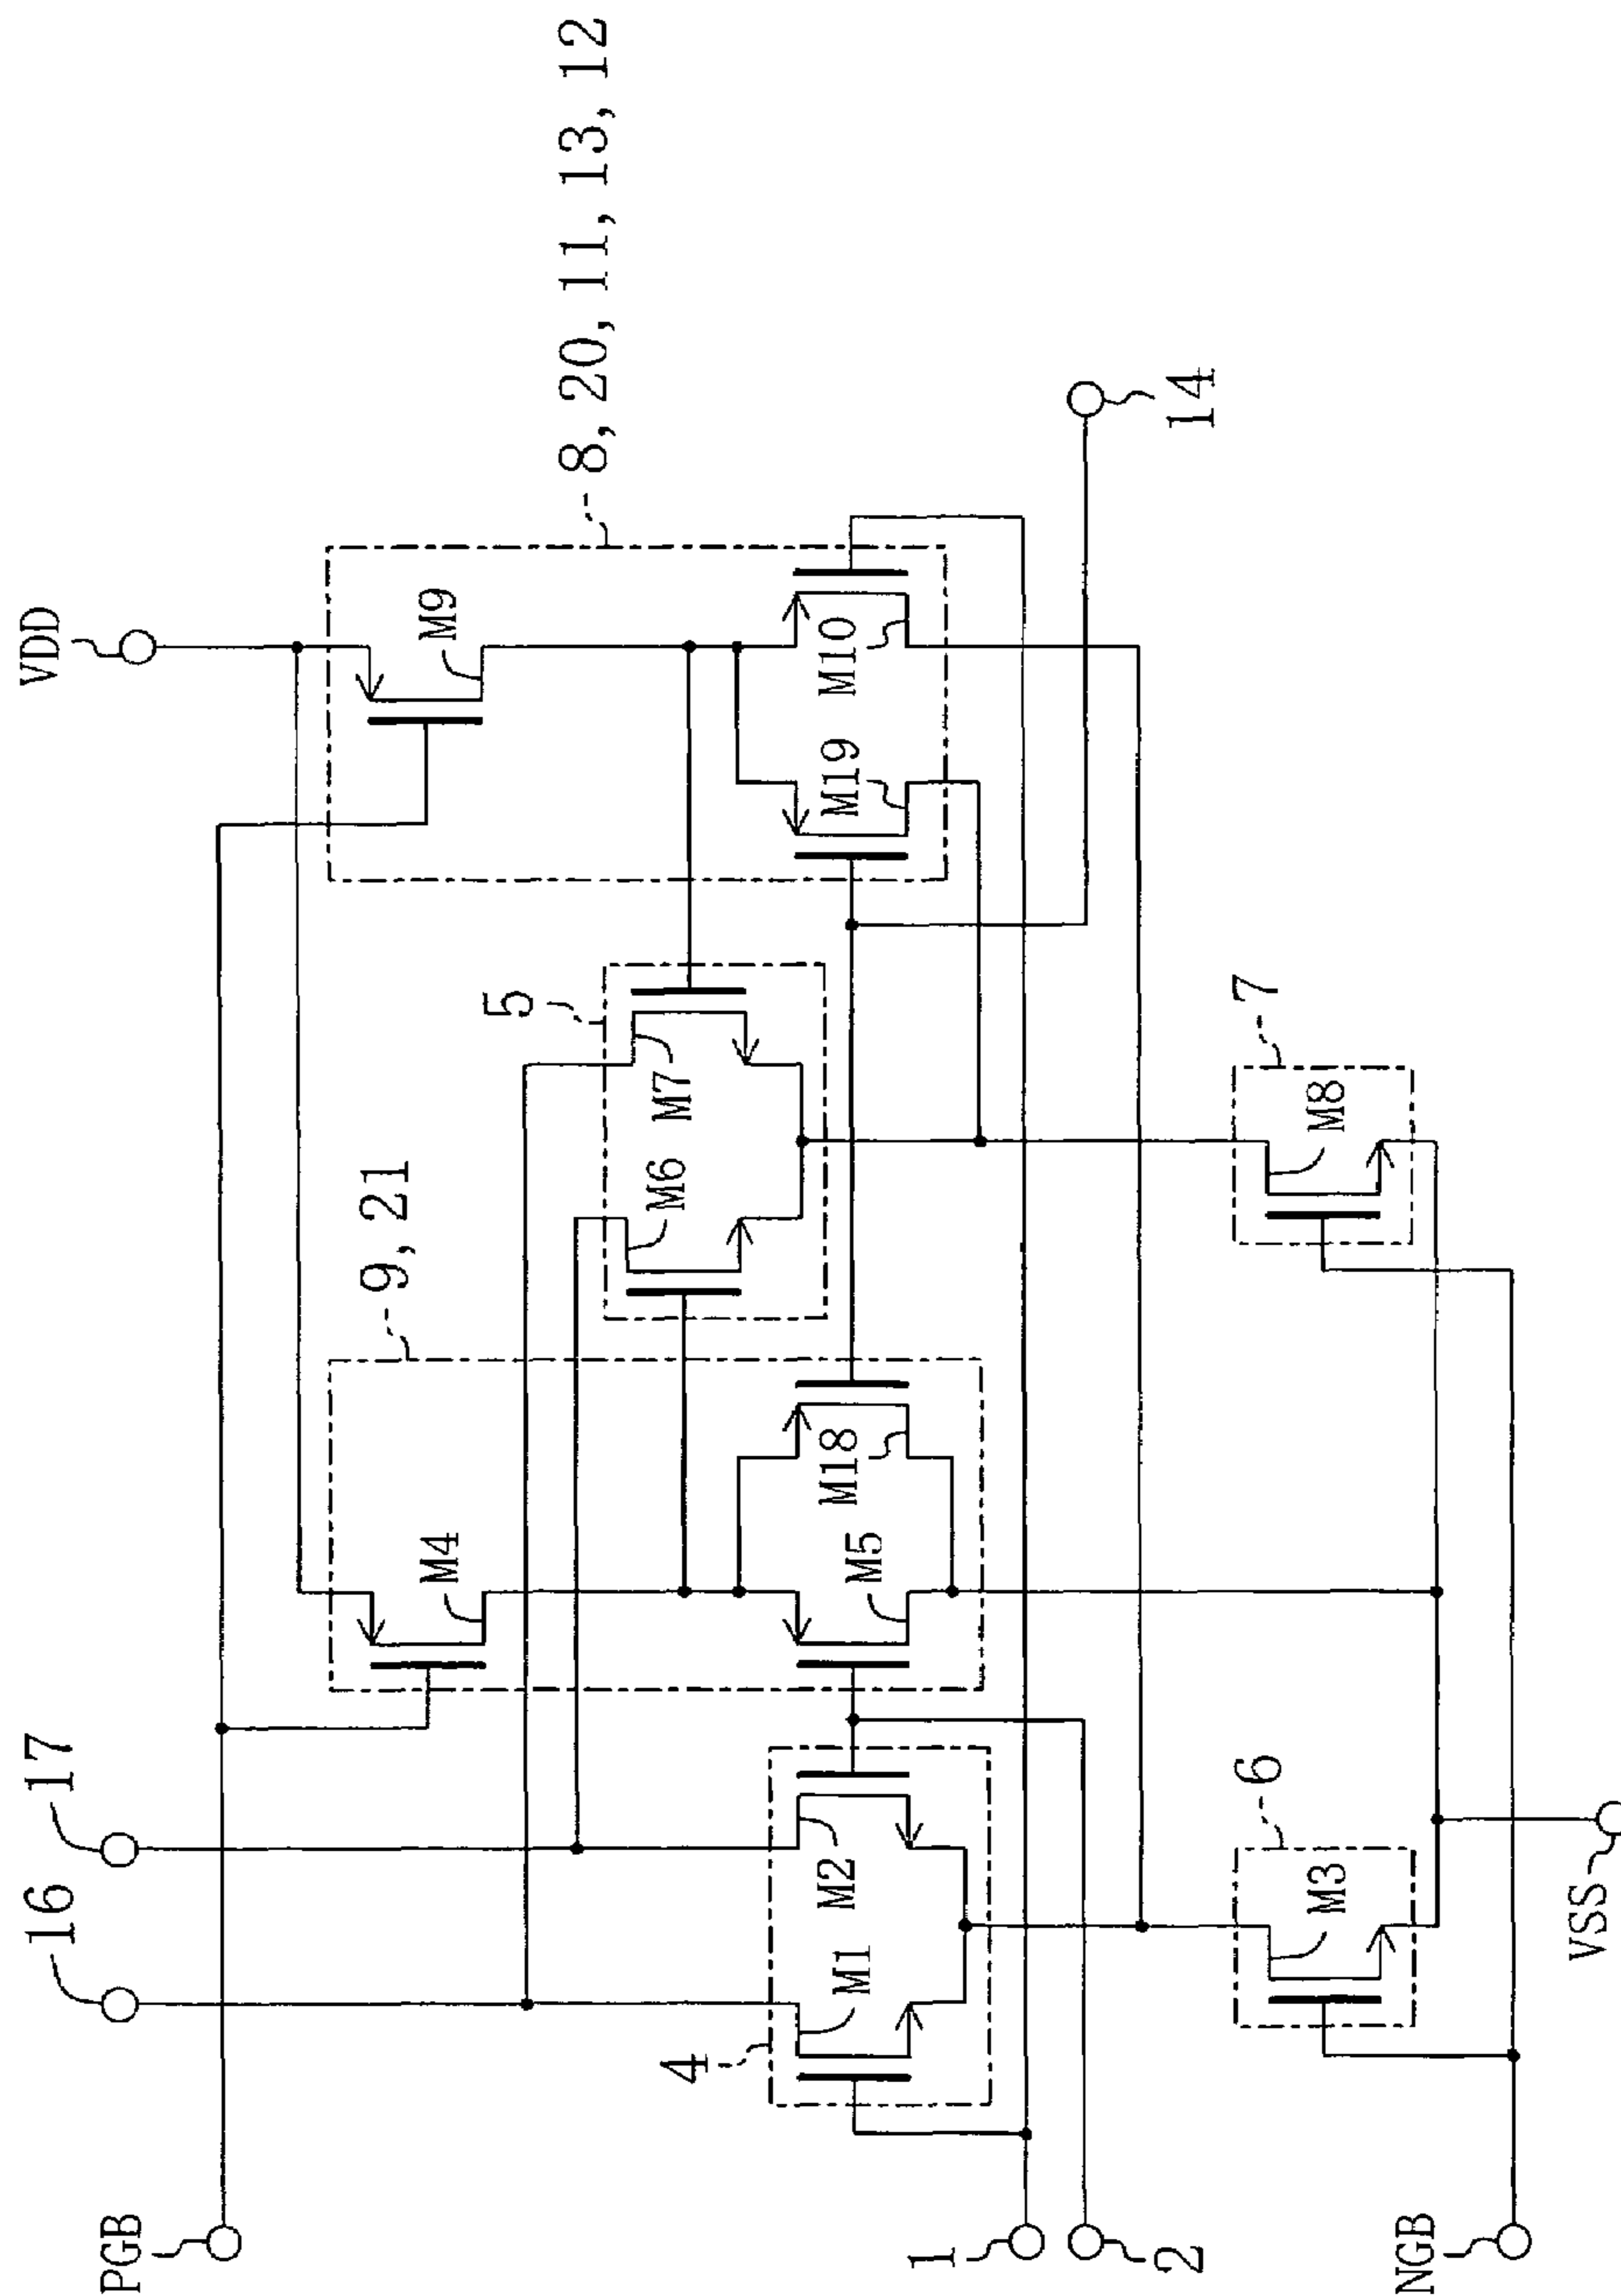 VDD
8, 20, 11, 13, 12
M9
M10
M19
14
5
M7
M6
7
M8
9, 21
M4
M18
M5
17
16
M2
M1
4
6
M3
VSS
PGB
1
2
NGB